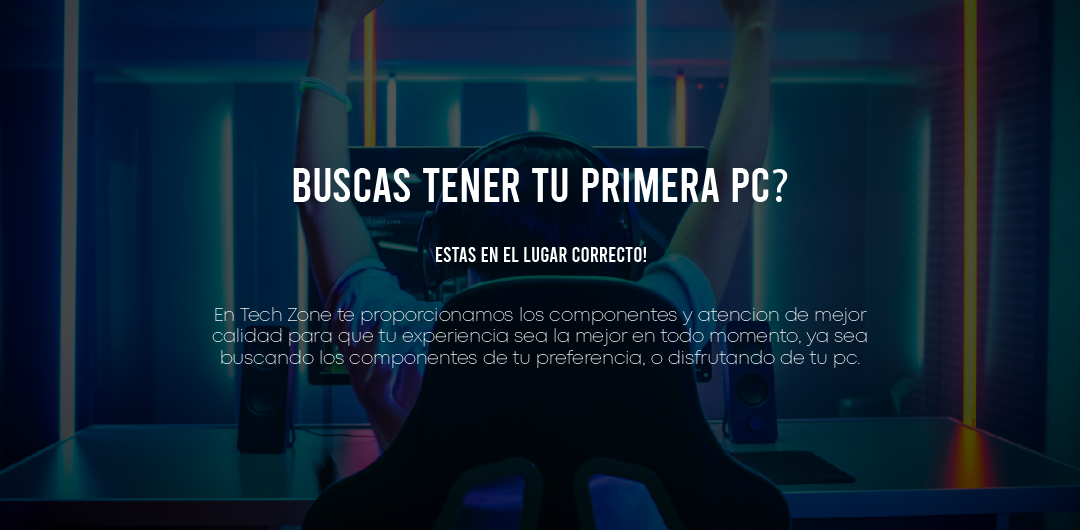 BUSCAS TENER TU PRIMERA PC?
ESTAS EN EL LUGAR CORRECTO!
En Tech Zone te proporcionamos los componentes y atencion de mejor
calidad para que tu experiencia sea la mejor en todo momento, ya sea
buscando los componentes de tu preferencia, o disfrutando de tu pc.